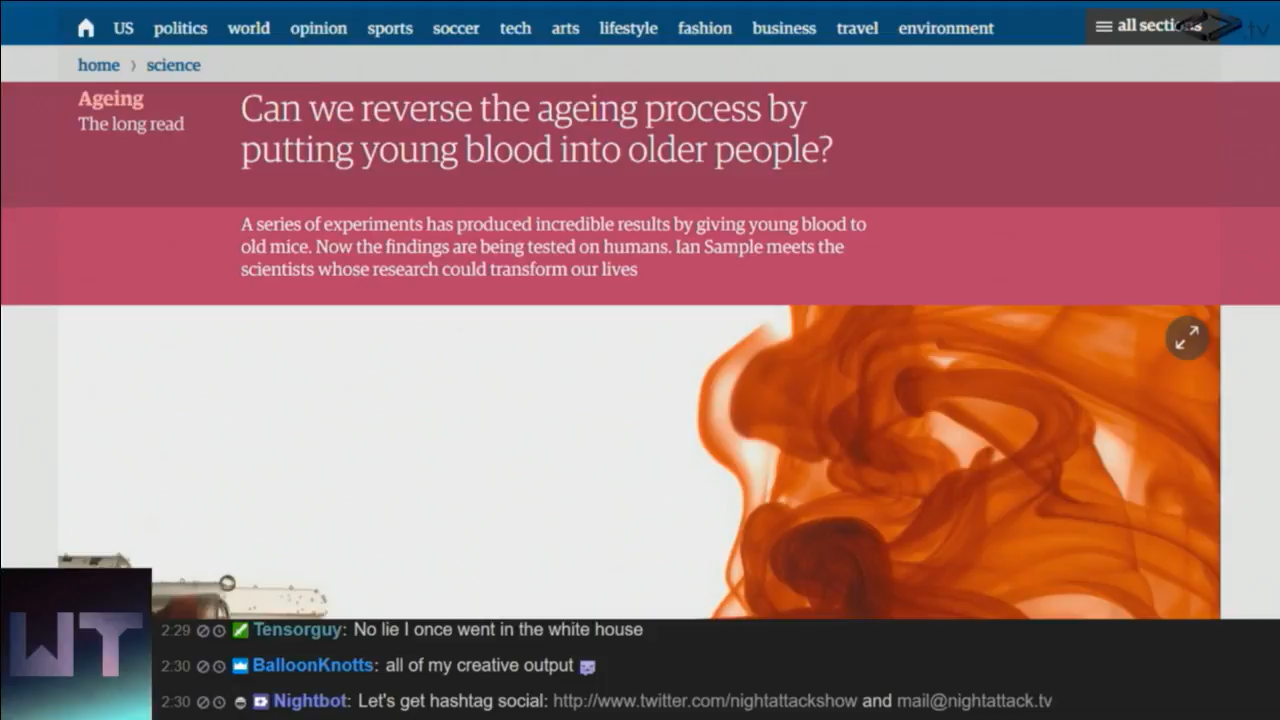 US politics world opinion sports soccer tech arts lifestyle fashion business travel environment all sections
.tv
home › science
Ageing
The long read
Can we reverse the ageing process by
putting young blood into older people?
A series of experiments has produced incredible results by giving young blood to
old mice. Now the findings are being tested on humans. Ian Sample meets the
scientists whose research could transform our lives
WT
2:29 Tensorguy: No lie I once went in the white house
2:30 BalloonKnotts: all of my creative output
2:30 Nightbot: Let's get hashtag social: http://www.twitter.com/nightattackshow and mail@nightattack.tv